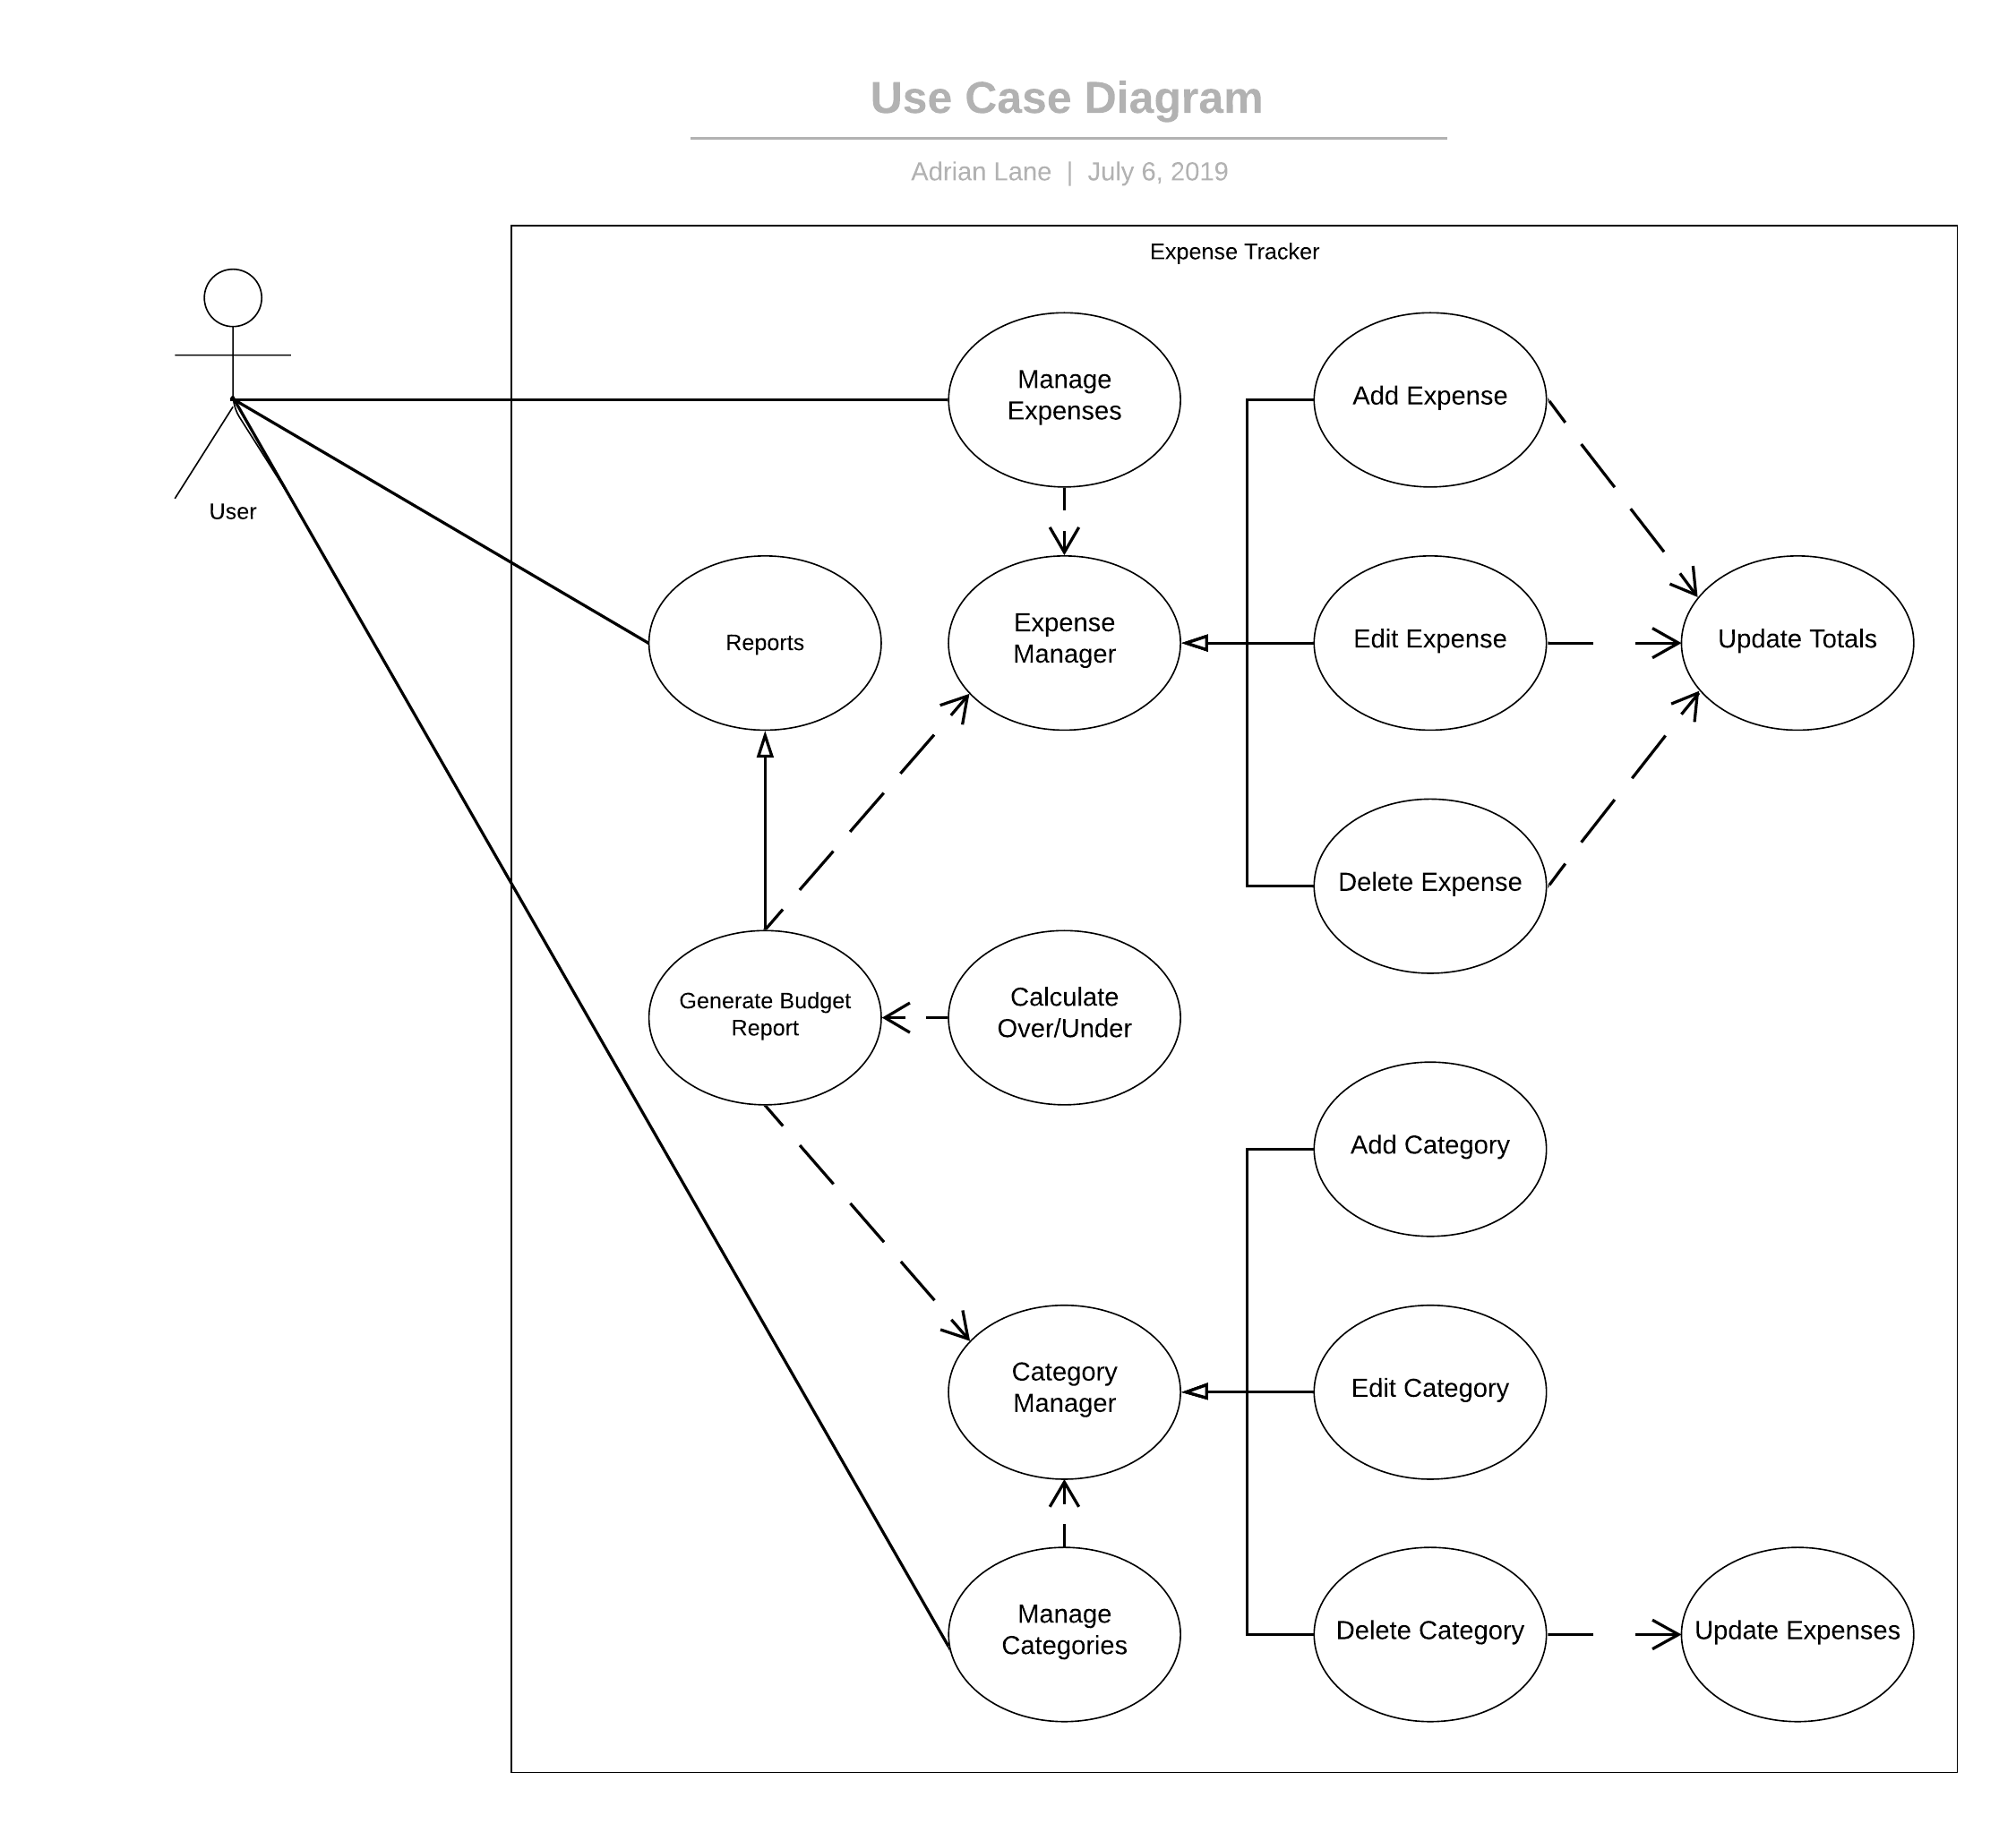 Use Case Diagram
Adrian Lane | July 6, 2019
Expense Tracker
User
Manage
Expenses
Add Expense
Reports
Expense
Manager
Edit Expense
Update Totals
Delete Expense
Generate Budget
Report
Calculate
Over/Under
Add Category
Category
Manager
Edit Category
Manage
Categories
Delete Category
Update Expenses